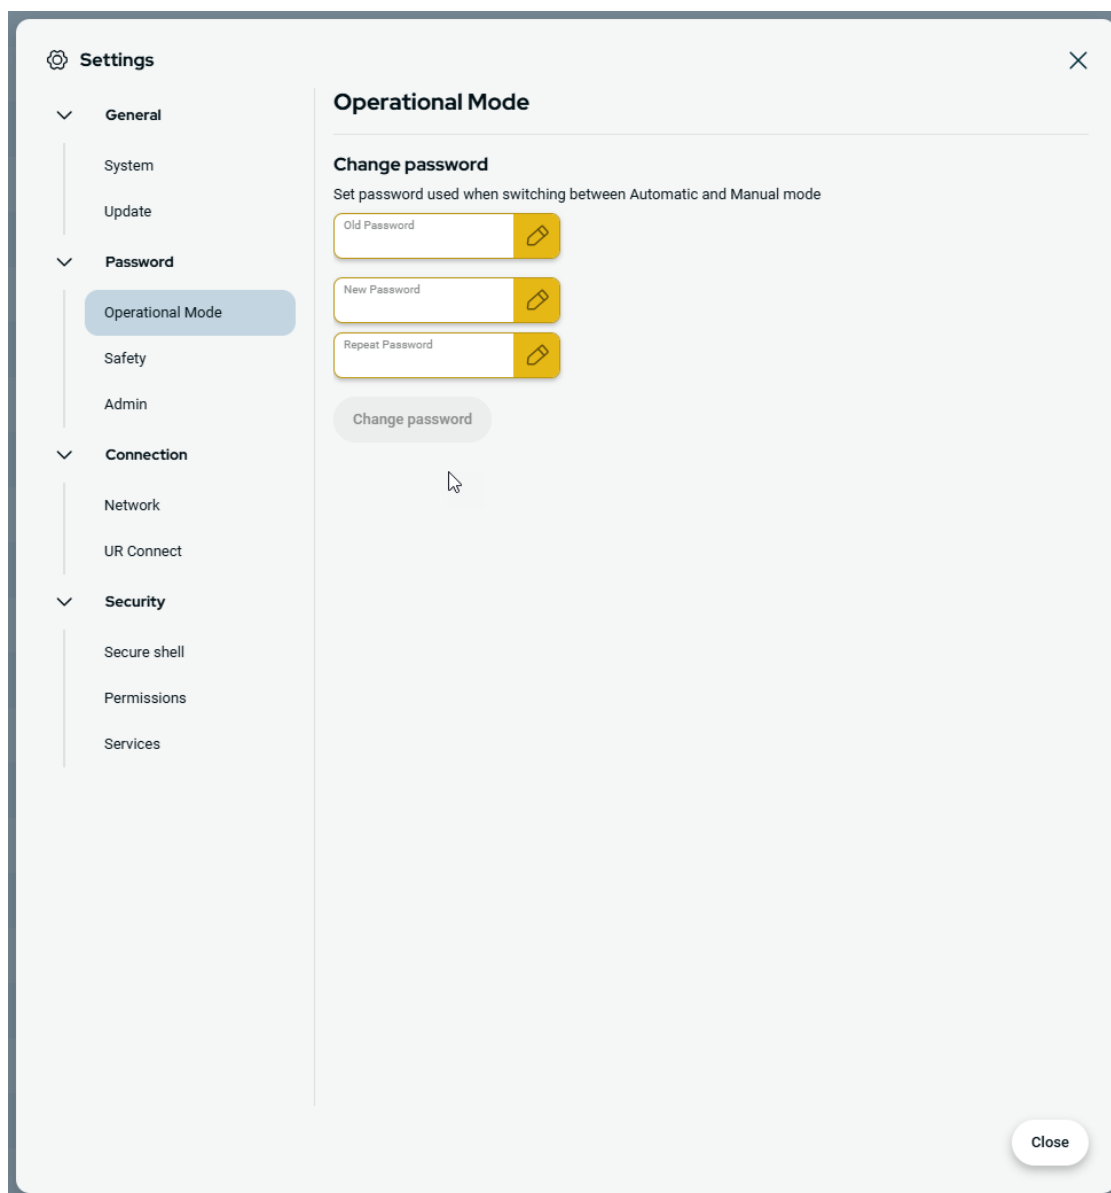 Settings
General
System
Update
Password
Operational Mode
Safety
Admin
Connection
Network
UR Connect
Security
Secure shell
Permissions
Services
Operational Mode
Change password
Set password used when switching between Automatic and Manual mode
Old Password
New Password
Repeat Password
Change password
Close